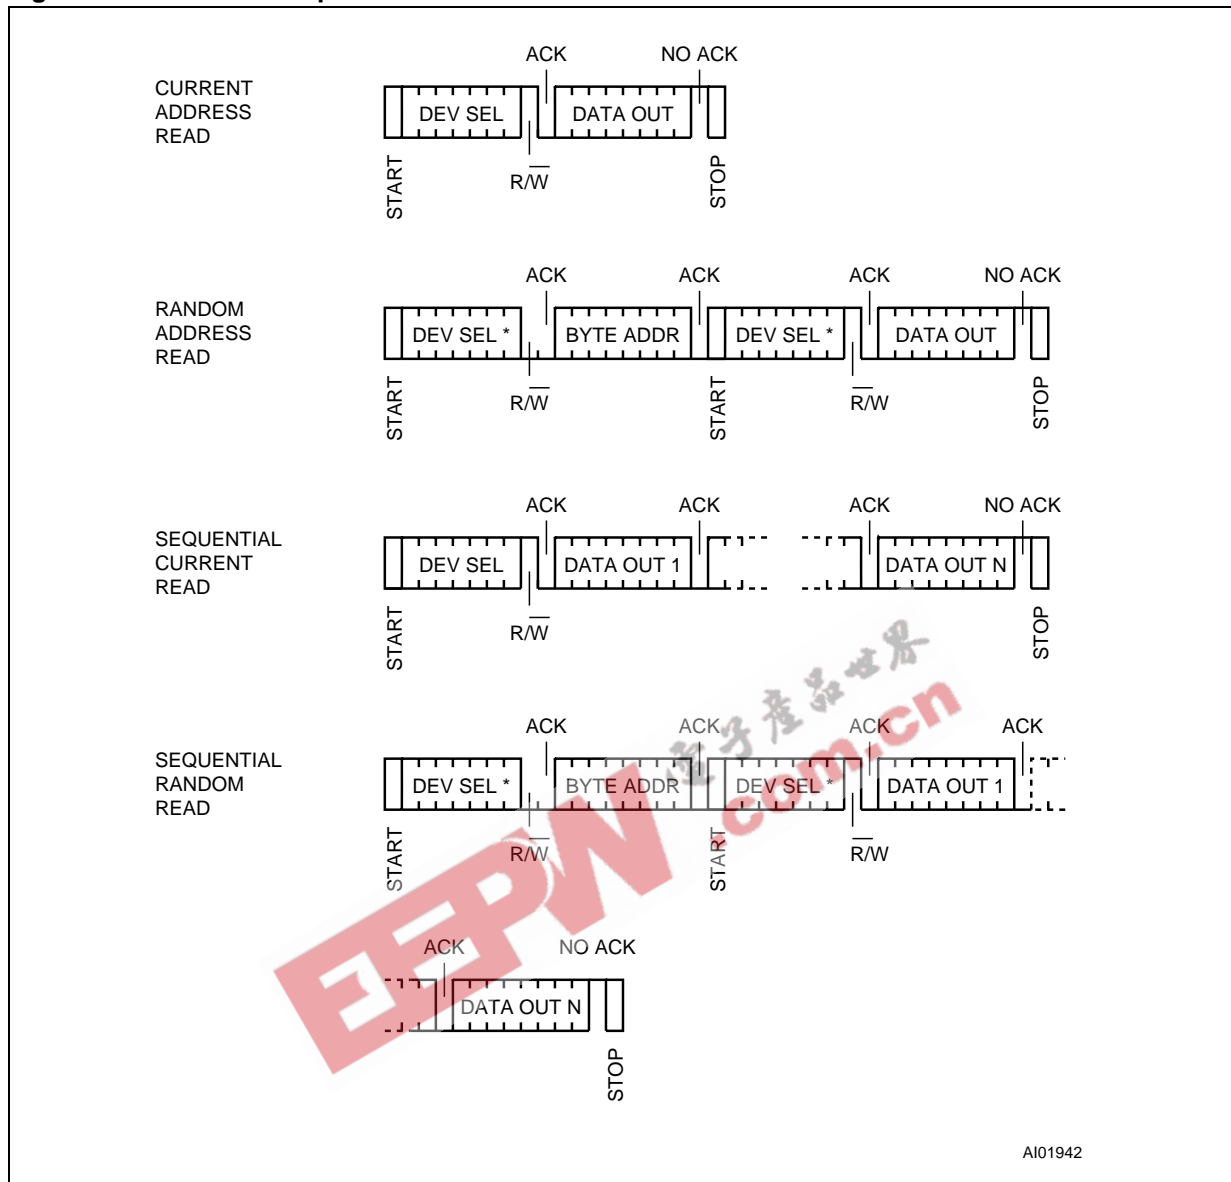 ACK NO ACK
CURRENT
ADDRESS
READ
DEV SEL DATA OUT
START R/W STOP
ACK ACK ACK NO ACK
RANDOM
ADDRESS
READ
DEV SEL * BYTE ADDR DEV SEL * DATA OUT
START R/W START R/W STOP
ACK ACK ACK NO ACK
SEQUENTIAL
CURRENT
READ
DEV SEL DATA OUT 1 DATA OUT N
START R/W STOP
ACK ACK ACK ACK
SEQUENTIAL
RANDOM
READ
DEV SEL * BYTE ADDR DEV SEL * DATA OUT 1
START R/W START R/W
ACK NO ACK
DATA OUT N
STOP
EEPW .com.cn
電子產品世界
AI01942